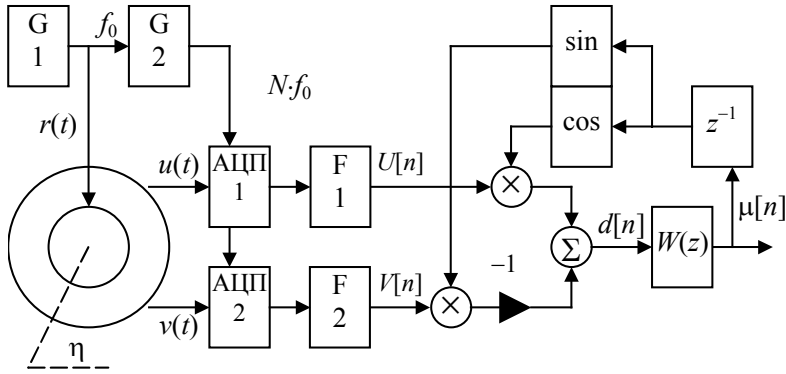 G
1
f₀
G
2
N·f₀
sin
cos
z⁻¹
r(t)
u(t)
АЦП
1
F
1
U[n]
×
d[n]
W(z)
μ[n]
Σ
−1
АЦП
2
F
2
V[n]
×
v(t)
η